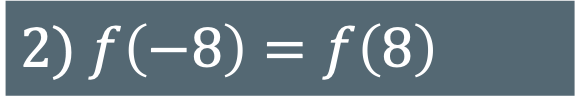 2) f(−8) = f(8)